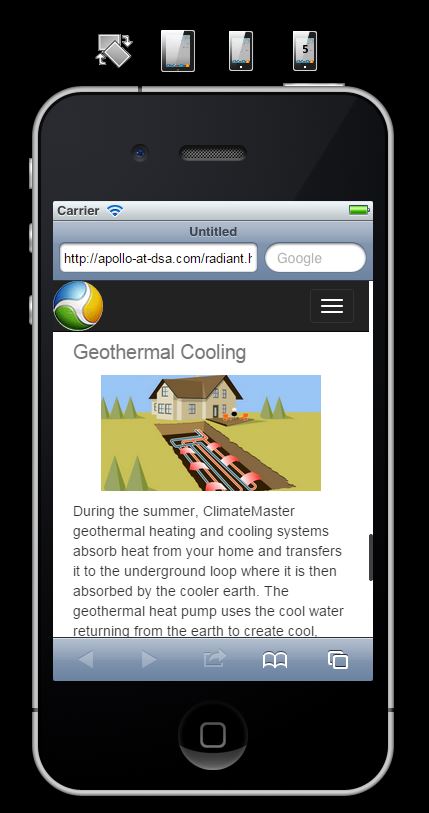 5
Carrier
Untitled
http://apollo-at-dsa.com/radiant.h
Google
Geothermal Cooling
During the summer, ClimateMaster
geothermal heating and cooling systems
absorb heat from your home and transfers
it to the underground loop where it is then
absorbed by the cooler earth. The
geothermal heat pump uses the cool water
returning from the earth to create cool,